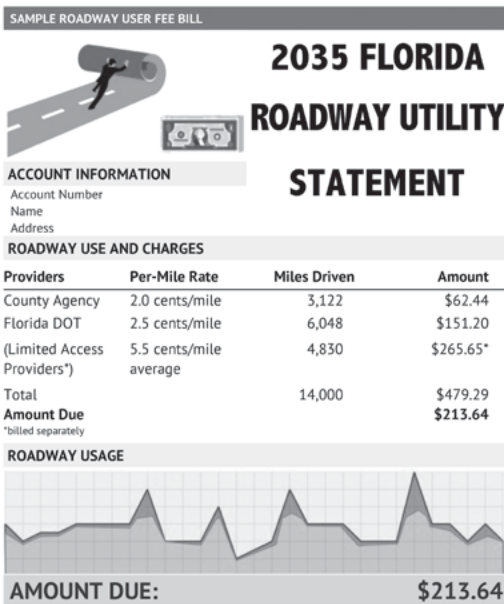 SAMPLE ROADWAY USER FEE BILL
2035 FLORIDA
ROADWAY UTILITY
STATEMENT
ACCOUNT INFORMATION
Account Number
Name
Address
ROADWAY USE AND CHARGES
Providers Per-Mile Rate Miles Driven Amount
County Agency 2.0 cents/mile 3,122 $62.44
Florida DOT 2.5 cents/mile 6,048 $151.20
(Limited Access 5.5 cents/mile 4,830 $265.65*
Providers*) average
Total 14,000 $479.29
Amount Due $213.64
*billed separately
ROADWAY USAGE
AMOUNT DUE: $213.64